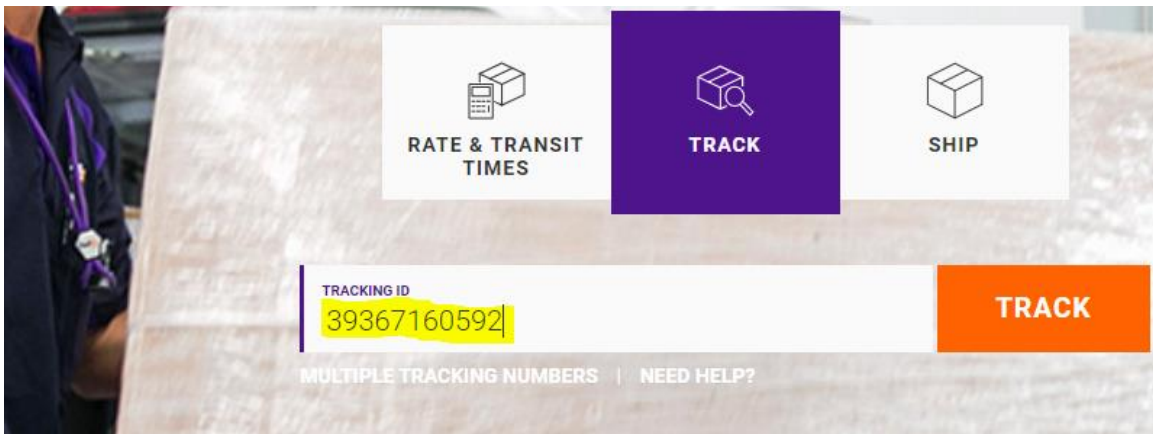 RATE & TRANSIT
TIMES
TRACK
SHIP
TRACKING ID
39367160592
TRACK
MULTIPLE TRACKING NUMBERS | NEED HELP?